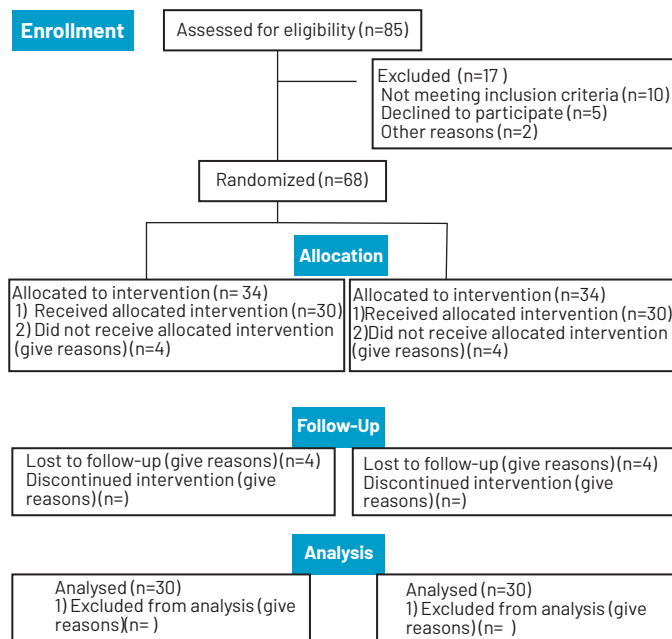 Enrollment
Assessed for eligibility (n=85)
Excluded (n=17 )
Not meeting inclusion criteria (n=10)
Declined to participate (n=5)
Other reasons (n=2)
Randomized (n=68)
Allocation
Allocated to intervention (n= 34)
1) Received allocated intervention (n=30)
2) Did not receive allocated intervention
(give reasons) (n=4)
Allocated to intervention (n=34)
1)Received allocated intervention (n=30)
2)Did not receive allocated intervention
(give reasons) (n=4)
Follow-Up
Lost to follow-up (give reasons) (n=4)
Discontinued intervention (give
reasons) (n=)
Lost to follow-up (give reasons) (n=4)
Discontinued intervention (give
reasons) (n=)
Analysis
Analysed (n=30)
1) Excluded from analysis (give
reasons)(n= )
Analysed (n=30)
1) Excluded from analysis (give
reasons) (n= )